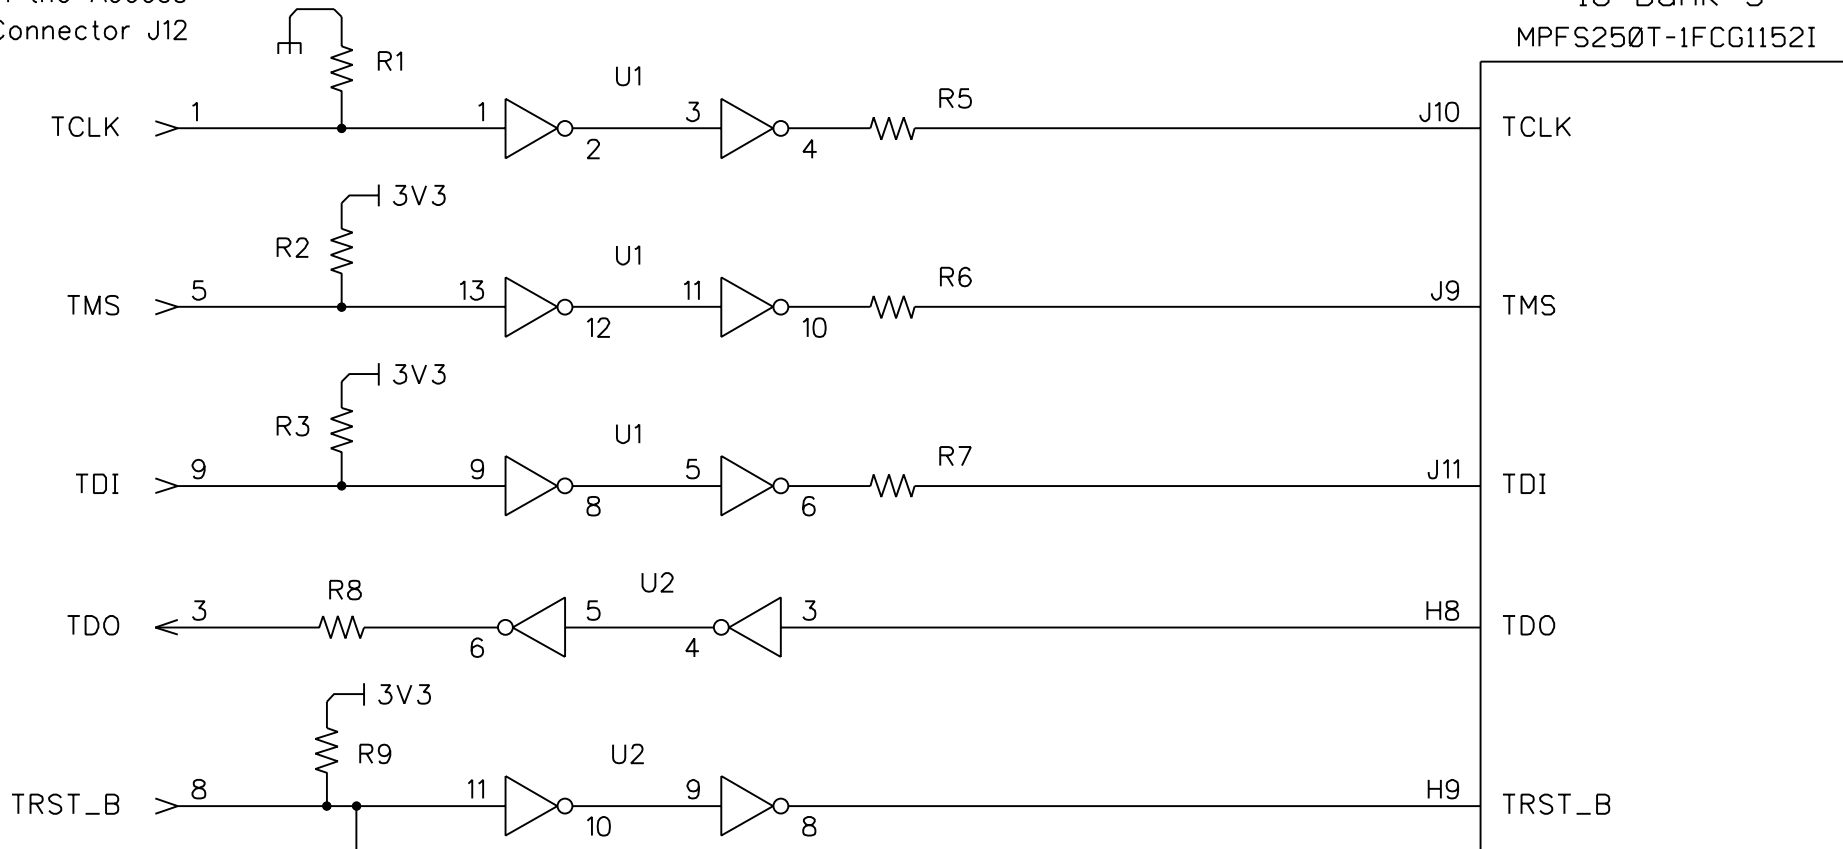 Connector J12
MPFS250T-1FCG1152I
R1
U1
TCLK 1 1 2 3 4 R5 J10 TCLK
3V3
R2
U1
TMS 5 13 12 11 10 R6 J9 TMS
3V3
R3
U1
TDI 9 9 8 5 6 R7 J11 TDI
R8
U2
TDO 3 6 5 4 3 H8 TDO
3V3
R9
U2
TRST_B 8 11 10 9 8 H9 TRST_B